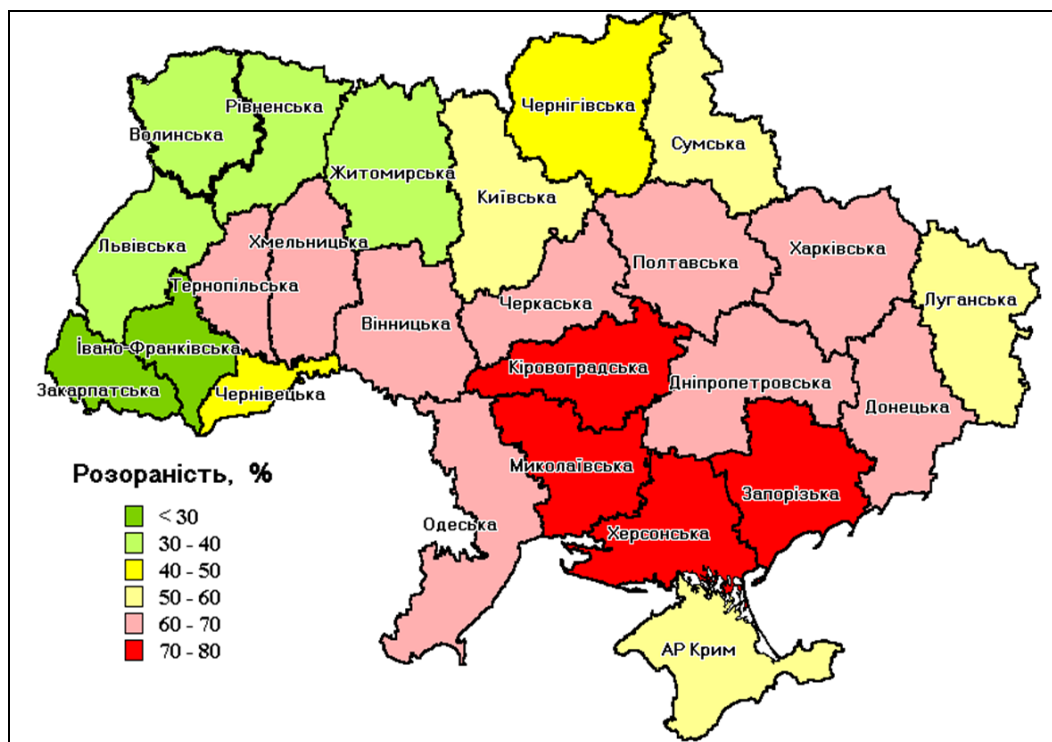 Чернігівська
Рівненська
Волинська
Сумська
Житомирська
Київська
Львівська
Хмельницька
Харківська
Полтавська
Тернопільська
Черкаська
Луганська
Вінницька
Івано-Франківська
Кіровоградська
Закарпатська
Чернівецька
Дніпропетровська
Донецька
Миколаївська
Запорізька
Одеська
Херсонська
АР Крим
Розораність, %
< 30
30 - 40
40 - 50
50 - 60
60 - 70
70 - 80